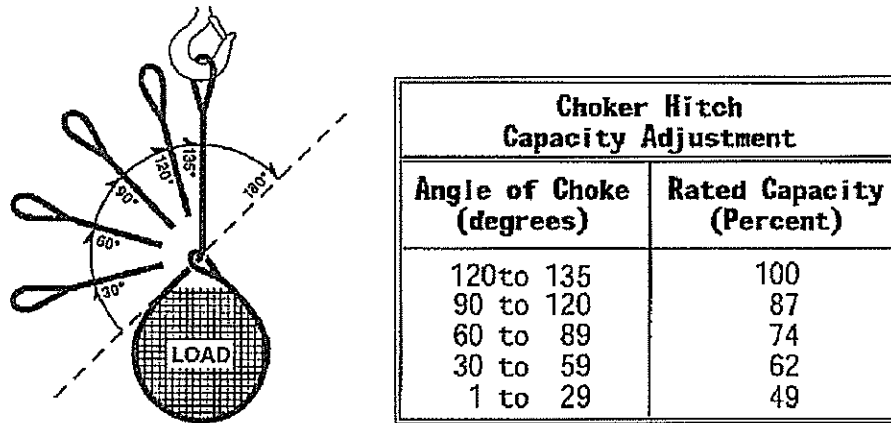 135°
120°
90°
60°
30°
180°
LOAD
Choker Hitch
Capacity Adjustment
Angle of Choke
(degrees)
Rated Capacity
(Percent)
120to 135 100
90 to 120 87
60 to 89 74
30 to 59 62
1 to 29 49